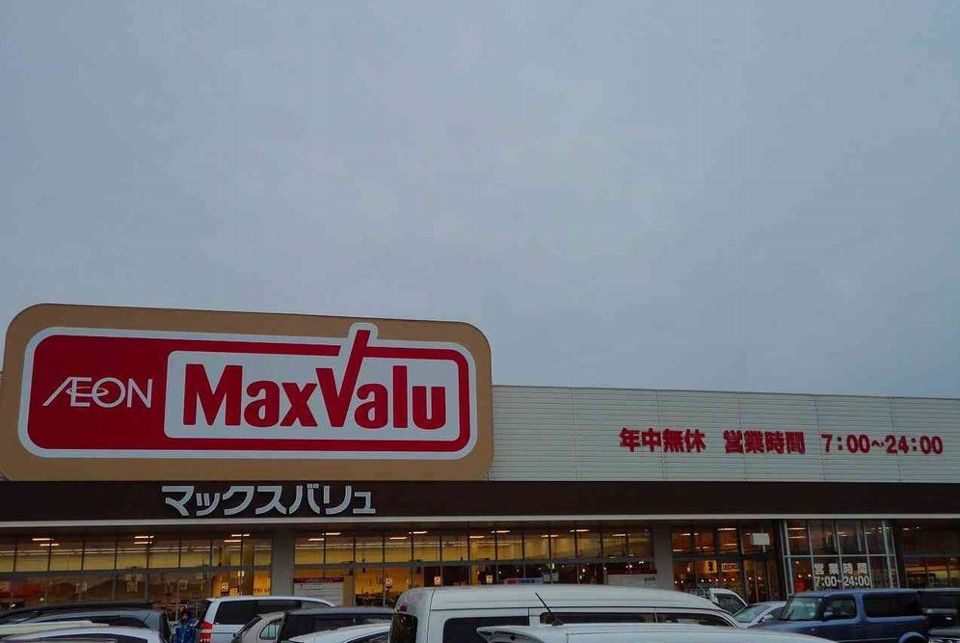 ÆON MaxValu
年中無休 営業時間 7:00~24:00
マックスバリュ
営業時間
7:00~24:00